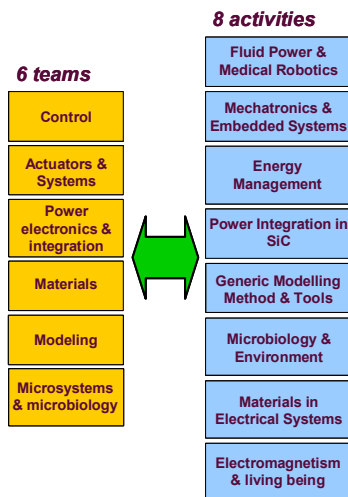 6 teams
Control
Actuators &
Systems
Power
electronics &
integration
Materials
Modeling
Microsystems
& microbiology
8 activities
Fluid Power &
Medical Robotics
Mechatronics &
Embedded Systems
Energy
Management
Power Integration in
SiC
Generic Modelling
Method & Tools
Microbiology &
Environment
Materials in
Electrical Systems
Electromagnetism
& living being